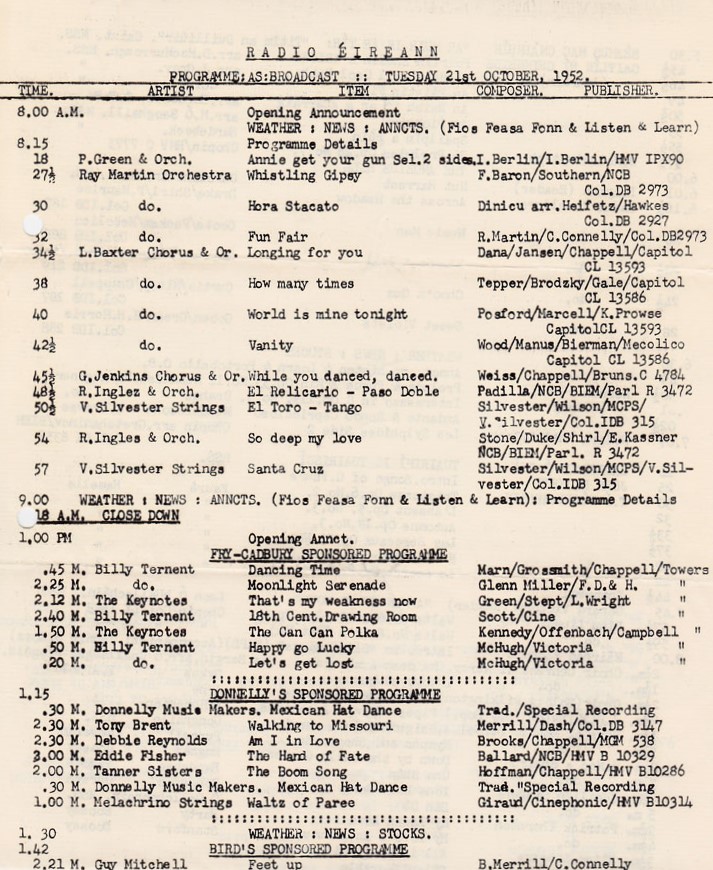 RADIO ÉIREANN
PROGRAMME:AS:BROADCAST :: TUESDAY 21st OCTOBER, 1952.
TIME. ARTIST ITEM COMPOSER. PUBLISHER.
8.00 A.M. Opening Announcement
WEATHER : NEWS : ANNCTS. (Fios Feasa Fonn & Listen & Learn)
8.15 Programme Details
18 P.Green & Orch. Annie get your gun Sel.2 sides.I.Berlin/I.Berlin/HMV IPX90
27½ Ray Martin Orchestra Whistling Gipsy F.Baron/Southern/NCB
Col.DB 2973
30 do. Hora Stacato Dinicu arr.Heifetz/Hawkes
Col.DB 2927
32 do. Fun Fair R.Martin/C.Connelly/Col.DB2973
34½ L.Baxter Chorus & Or. Longing for you Dana/Jansen/Chappell/Capitol
CL 13593
38 do. How many times Tepper/Brodzky/Gale/Capitol
CL 13586
40 do. World is mine tonight Posford/Marcell/K.Prowse
CapitolCL 13593
42½ do. Vanity Wood/Manus/Bierman/Mecolico
Capitol CL 13586
45½ G.Jenkins Chorus & Or. While you danced, danced. Weiss/Chappell/Bruns.C 4784
48½ R.Inglez & Orch. El Relicario - Paso Doble Padilla/NCB/BIEM/Parl R 3472
50½ V.Silvester Strings El Toro - Tango Silvester/Wilson/MCPS/
V.Silvester/Col.IDB 315
54 R.Ingles & Orch. So deep my love Stone/Duke/Shirl/E.Kassner
NCB/BIEM/Parl. R 3472
57 V.Silvester Strings Santa Cruz Silvester/Wilson/MCPS/V.Sil-
vester/Col.IDB 315
9.00 WEATHER : NEWS : ANNCTS. (Fios Feasa Fonn & Listen & Learn): Programme Details
18 A.M. CLOSE DOWN
1.00 PM Opening Annct.
FRY-CADBURY SPONSORED PROGRAMME
.45 M. Billy Ternent Dancing Time Marn/Grossmith/Chappell/Towers
2.25 M. do. Moonlight Serenade Glenn Miller/F.D.& H. "
2.12 M. The Keynotes That's my weakness now Green/Stept/L.Wright "
2.40 M. Billy Ternent 18th Cent.Drawing Room Scott/Cine "
1.50 M. The Keynotes The Can Can Polka Kennedy/Offenbach/Campbell "
.50 M. Billy Ternent Happy go Lucky McHugh/Victoria "
.20 M. do. Let's get lost McHugh/Victoria "
::::::::::::::::::::::::::::::::::::::
1.15 DONNELLY'S SPONSORED PROGRAMME
.30 M. Donnelly Music Makers. Mexican Hat Dance Trad./Special Recording
2.30 M. Tony Brent Walking to Missouri Merrill/Dash/Col.DB 3147
2.30 M. Debbie Reynolds Am I in Love Brooks/Chappell/MGM 538
3.00 M. Eddie Fisher The Hand of Fate Ballard/NCB/HMV B 10329
2.00 M. Tanner Sisters The Boom Song Hoffman/Chappell/HMV B10286
.30 M. Donnelly Music Makers. Mexican Hat Dance Trad."Special Recording
1.00 M. Melachrino Strings Waltz of Paree Giraud/Cinephonic/HMV B10314
::::::::::::::::::::::::::::::::::::::
1. 30 WEATHER : NEWS : STOCKS.
1.42 BIRD'S SPONSORED PROGRAMME
2.21 M. Guy Mitchell Feet up B.Merrill/C.Connelly